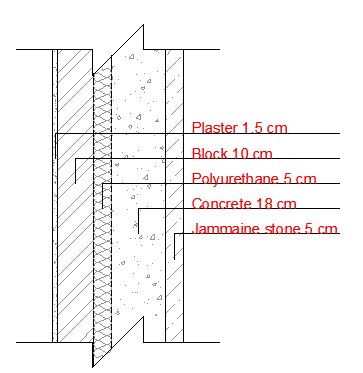 Plaster 1.5 cm
Block 10 cm
Polyurethane 5 cm
Concrete 18 cm
Jammaine stone 5 cm